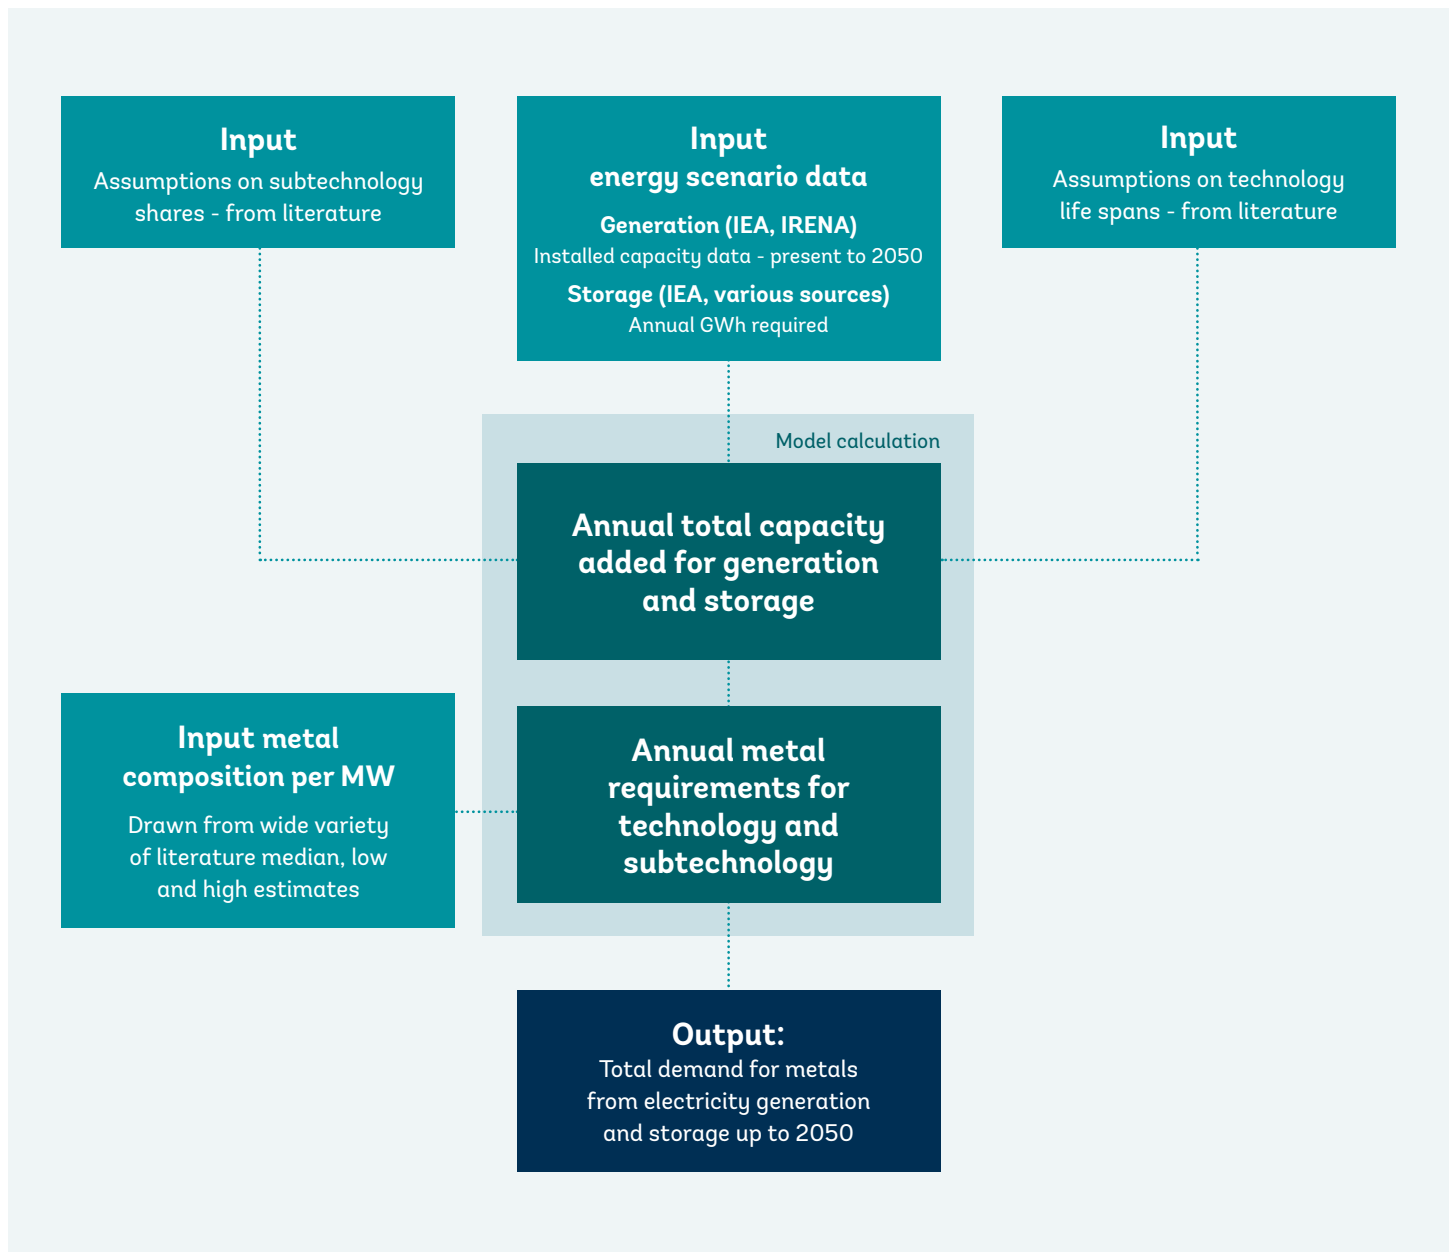 Input
Assumptions on subtechnology
shares - from literature
Input
energy scenario data
Generation (IEA, IRENA)
Installed capacity data - present to 2050
Storage (IEA, various sources)
Annual GWh required
Input
Assumptions on technology
life spans - from literature
Model calculation
Annual total capacity
added for generation
and storage
Input metal
composition per MW
Drawn from wide variety
of literature median, low
and high estimates
Annual metal
requirements for
technology and
subtechnology
Output:
Total demand for metals
from electricity generation
and storage up to 2050